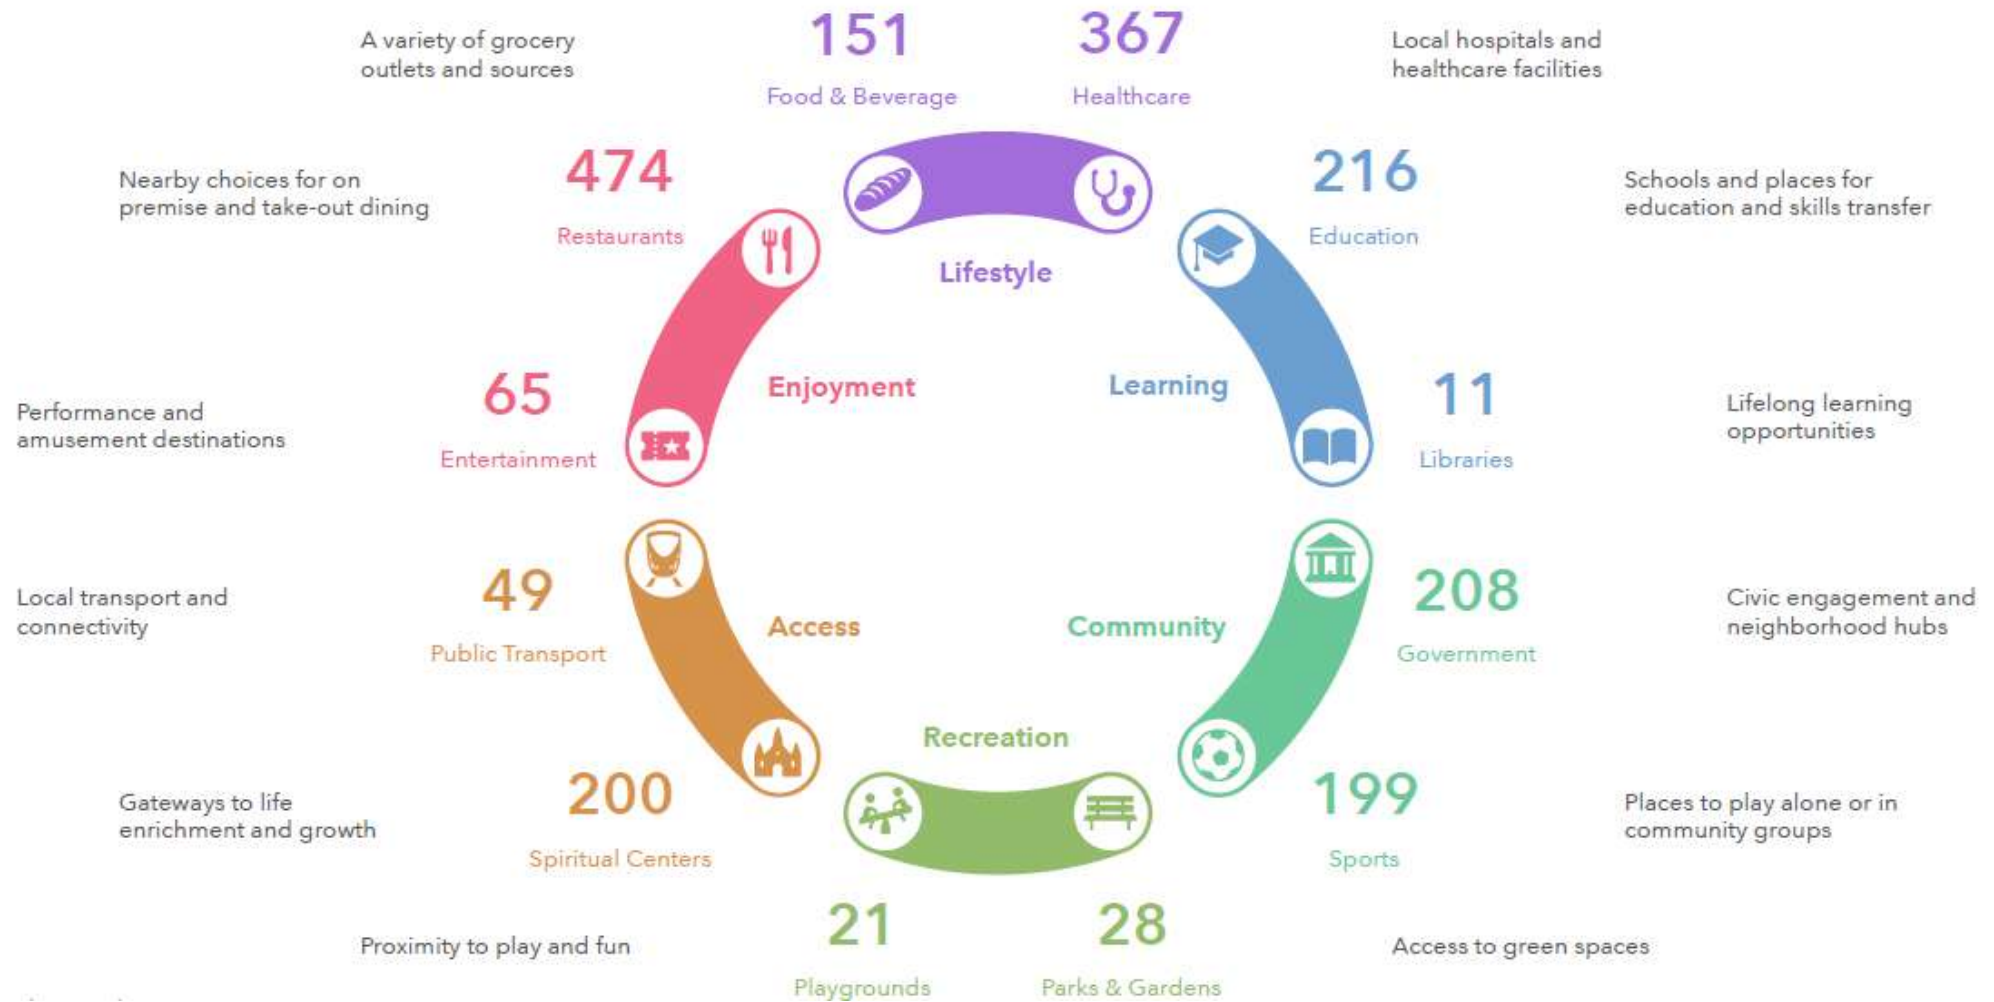 A variety of grocery
outlets and sources
151
Food & Beverage
367
Healthcare
Local hospitals and
healthcare facilities
Nearby choices for on
premise and take-out dining
474
Restaurants
Lifestyle
216
Education
Schools and places for
education and skills transfer
Performance and
amusement destinations
65
Entertainment
Enjoyment
Learning
11
Libraries
Lifelong learning
opportunities
Local transport and
connectivity
49
Public Transport
Access
Community
208
Government
Civic engagement and
neighborhood hubs
Gateways to life
enrichment and growth
200
Spiritual Centers
Recreation
199
Sports
Places to play alone or in
community groups
Proximity to play and fun
21
Playgrounds
28
Parks & Gardens
Access to green spaces